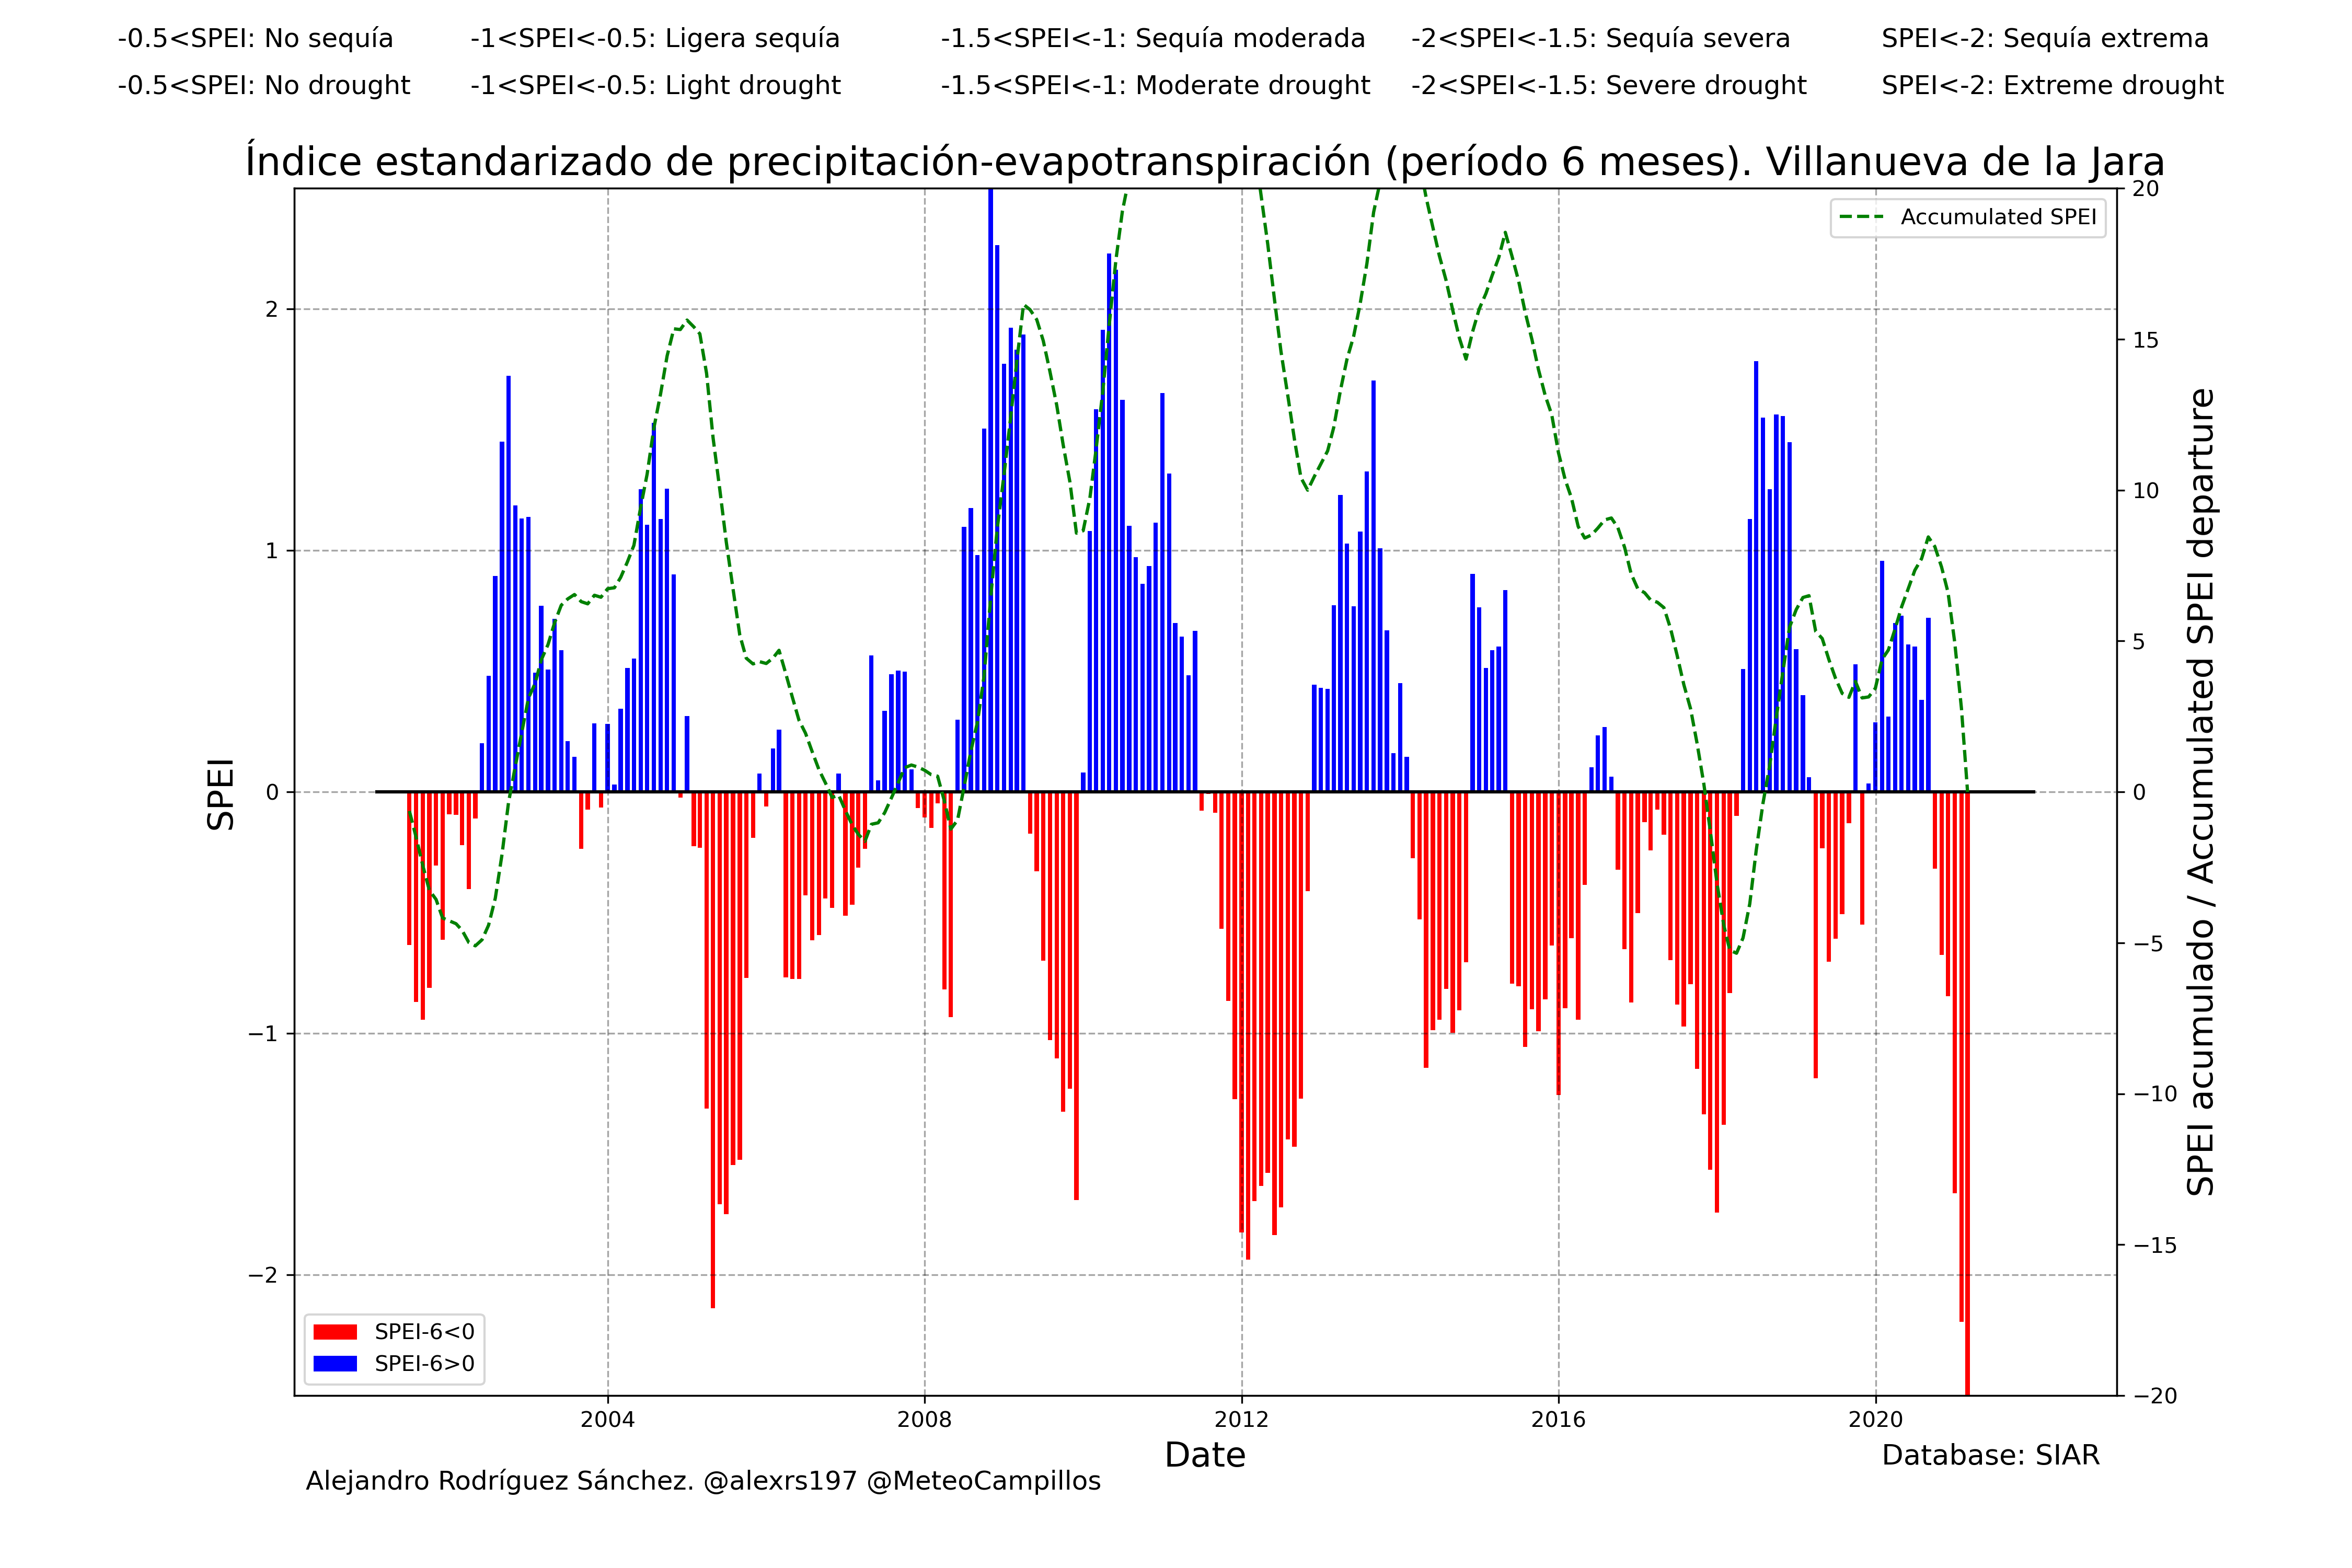 -0.5<SPEI: No sequía -1<SPEI<-0.5: Ligera sequía -1.5<SPEI<-1: Sequía moderada -2<SPEI<-1.5: Sequía severa SPEI<-2: Sequía extrema
-0.5<SPEI: No drought -1<SPEI<-0.5: Light drought -1.5<SPEI<-1: Moderate drought -2<SPEI<-1.5: Severe drought SPEI<-2: Extreme drought
Índice estandarizado de precipitación-evapotranspiración (período 6 meses). Villanueva de la Jara
Accumulated SPEI
SPEI
2
1
0
−1
−2
20
15
10
5
0
−5
−10
−15
−20
SPEI acumulado / Accumulated SPEI departure
SPEI-6<0
SPEI-6>0
2004 2008 2012 2016 2020
Date
Database: SIAR
Alejandro Rodríguez Sánchez. @alexrs197 @MeteoCampillos